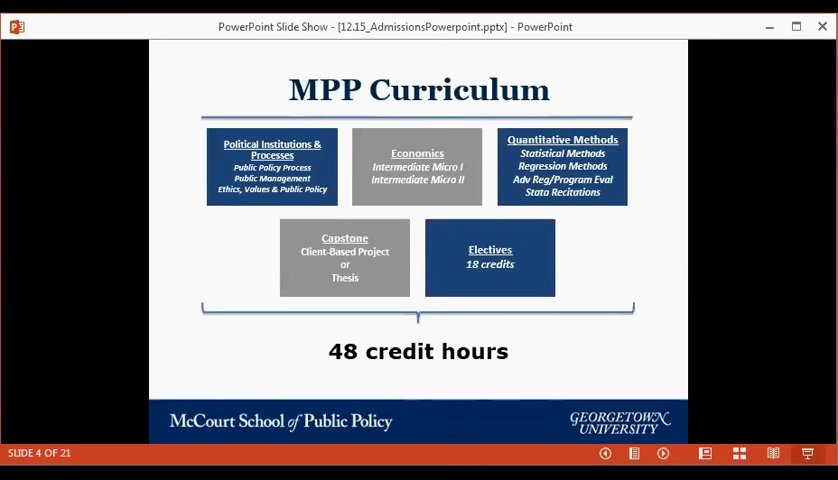 PowerPoint Slide Show - [12.15_AdmissionsPowerpoint.pptx] - PowerPoint
MPP Curriculum
Political Institutions &
Processes
Public Policy Process
Public Management
Ethics, Values & Public Policy
Economics
Intermediate Micro I
Intermediate Micro II
Quantitative Methods
Statistical Methods
Regression Methods
Adv Reg/Program Eval
Stata Recitations
Capstone
Client-Based Project
or
Thesis
Electives
18 credits
48 credit hours
McCourt School of Public Policy
GEORGETOWN
UNIVERSITY
SLIDE 4 OF 21